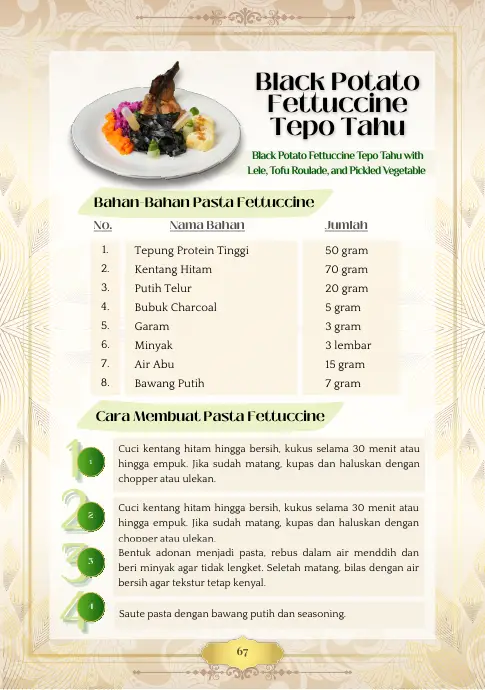 Black Potato
Fettuccine
Tepo Tahu
Black Potato Fettuccine Tepo Tahu with
Lele, Tofu Roulade, and Pickled Vegetable
Bahan-Bahan Pasta Fettuccine
No. Nama Bahan Jumlah
1. Tepung Protein Tinggi 50 gram
2. Kentang Hitam 70 gram
3. Putih Telur 20 gram
4. Bubuk Charcoal 5 gram
5. Garam 3 gram
6. Minyak 3 lembar
7. Air Abu 15 gram
8. Bawang Putih 7 gram
Cara Membuat Pasta Fettuccine
1
1
Cuci kentang hitam hingga bersih, kukus selama 30 menit atau
hingga empuk. Jika sudah matang, kupas dan haluskan dengan
chopper atau ulekan.
2
2
Cuci kentang hitam hingga bersih, kukus selama 30 menit atau
hingga empuk. Jika sudah matang, kupas dan haluskan dengan
chopper atau ulekan.
3
3
Bentuk adonan menjadi pasta, rebus dalam air menddih dan
beri minyak agar tidak lengket. Seletah matang, bilas dengan air
bersih agar tekstur tetap kenyal.
4
4
Saute pasta dengan bawang putih dan seasoning.
67